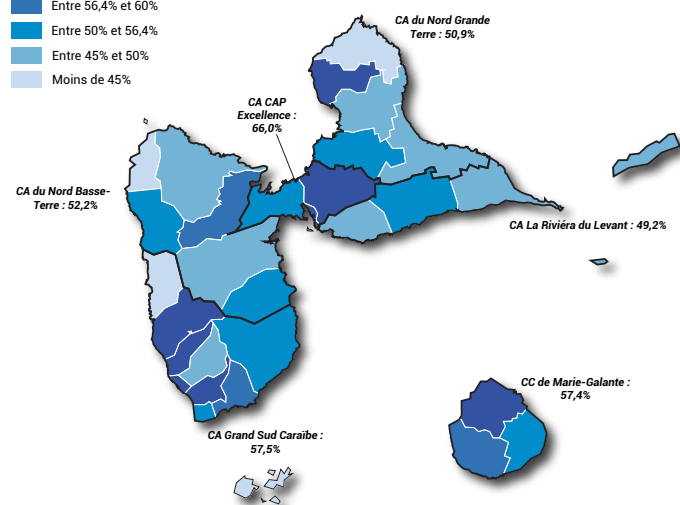 Entre 56,4% et 60%
Entre 50% et 56,4%
Entre 45% et 50%
Moins de 45%
CA du Nord Grande
Terre : 50,9%
CA CAP
Excellence :
66,0%
CA du Nord Basse-
Terre : 52,2%
CA La Riviéra du Levant : 49,2%
CC de Marie-Galante :
57,4%
CA Grand Sud Caraïbe :
57,5%